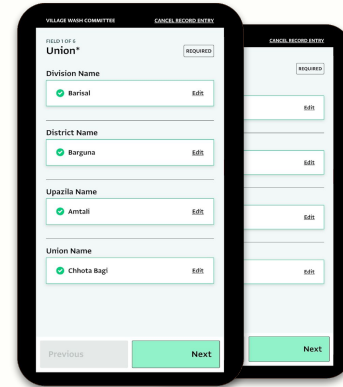 VILLAGE WASH COMMITTEE CANCEL RECORD ENTRY
FIELD 1 OF 6
Union* REQUIRED
Division Name
Barisal Edit
District Name
Barguna Edit
Upazila Name
Amtali Edit
Union Name
Chhota Bagi Edit
Previous Next
CANCEL RECORD ENTRY
REQUIRED
Edit
Edit
Edit
Edit
Next